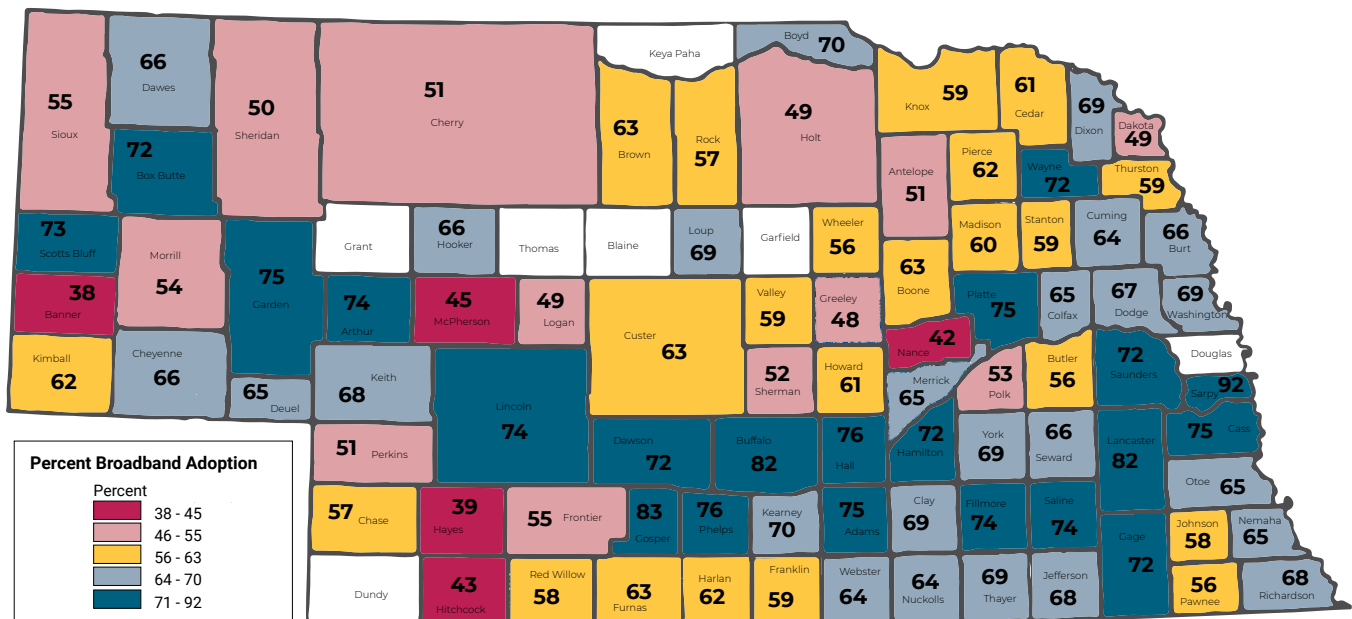 Boyd 70
Keya Paha
66
Dawes
51
Cherry
55
Sioux
50
Sheridan
49
Holt
Knox 59
61
Cedar
69
Dixon
Dakota
49
72
Box Butte
63
Brown
Rock
57
Antelope
51
Pierce
62
Wayne
72
Thurston
59
73
Scotts Bluff
Morrill
54
75
Garden
Grant
66
Hooker
Thomas
Blaine
Loup
69
Garfield
Wheeler
56
63
Boone
Madison
60
Stanton
59
Cuming
64
66
Burt
38
Banner
74
Arthur
45
McPherson
49
Logan
Custer
63
Valley
59
Greeley
48
Platte
75
65
Colfax
67
Dodge
69
Washington
Kimball
62
Cheyenne
66
65
Deuel
Keith
68
Lincoln
74
52
Sherman
Howard
61
42
Nance
Merrick
65
53
Polk
Butler
56
72
Saunders
Douglas
Sarpy 92
51 Perkins
Dawson
72
Buffalo
82
76
Hall
72
Hamilton
York
69
66
Seward
Lancaster
82
75 Cass
Otoe 65
57 Chase
39
Hayes
55 Frontier
83
Gosper
76
Phelps
Kearney
70
75
Adams
Clay
69
Fillmore
74
Saline
74
Gage
72
Johnson
58
Nemaha
65
Dundy
43
Hitchcock
Red Willow
58
63
Furnas
Harlan
62
Franklin
59
Webster
64
64
Nuckolls
69
Thayer
Jefferson
68
56
Pawnee
68
Richardson
Percent Broadband Adoption
Percent
38 - 45
46 - 55
56 - 63
64 - 70
71 - 92